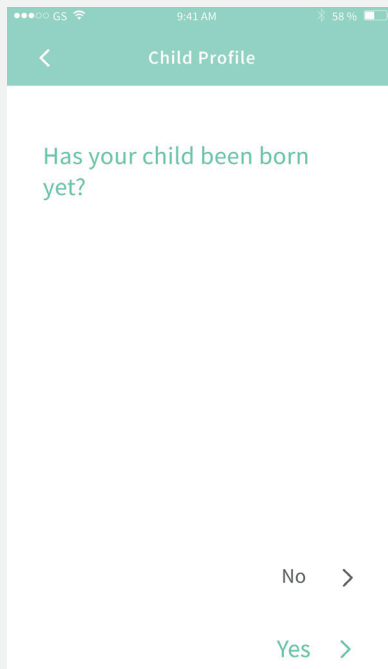 GS 9:41 AM 58 %
Child Profile
Has your child been born
yet?
No
Yes